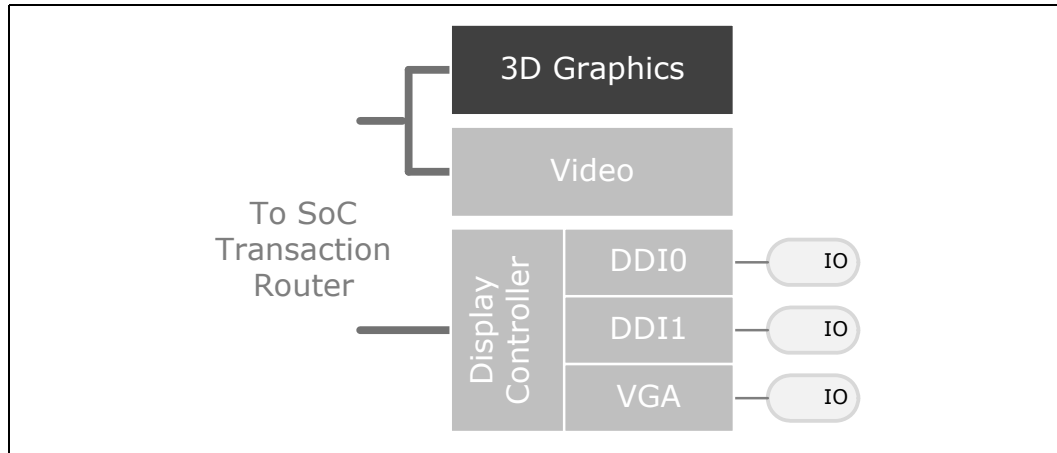 3D Graphics
Video
To SoC
Transaction
Router
Display
Controller
DDI0
IO
DDI1
IO
VGA
IO